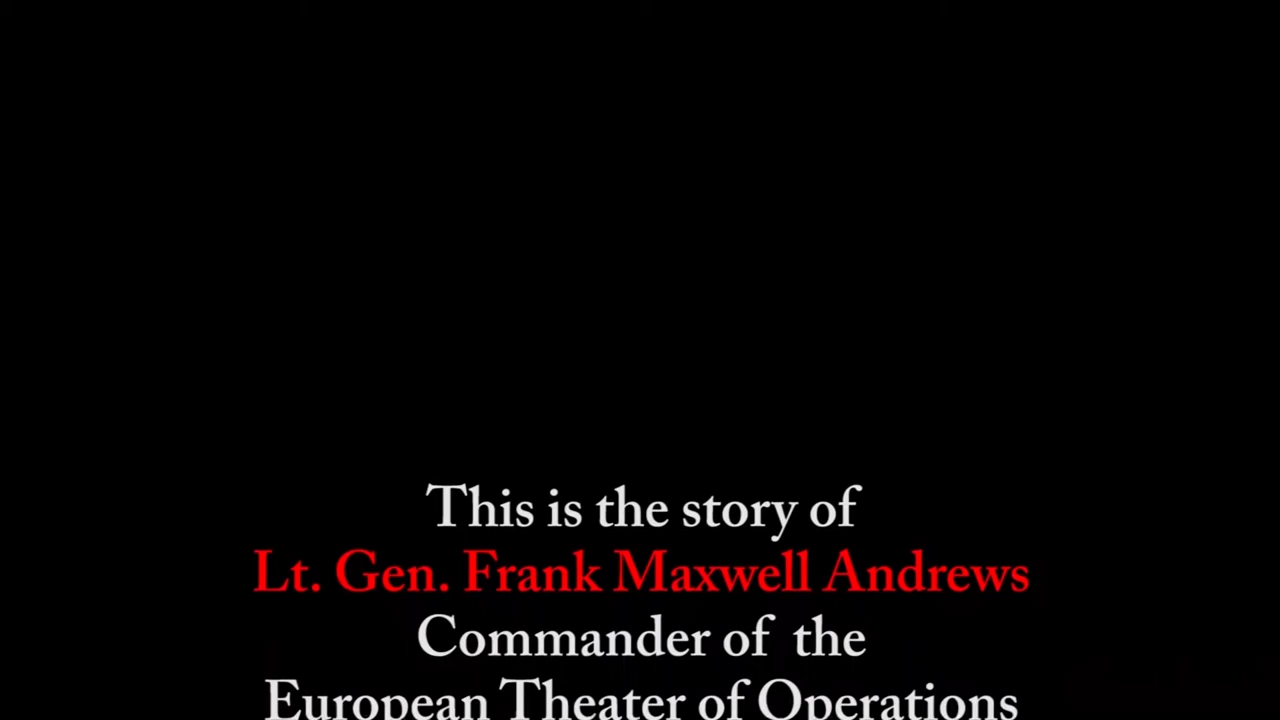 This is the story of
Lt. Gen. Frank Maxwell Andrews
Commander of the
European Theater of Operations